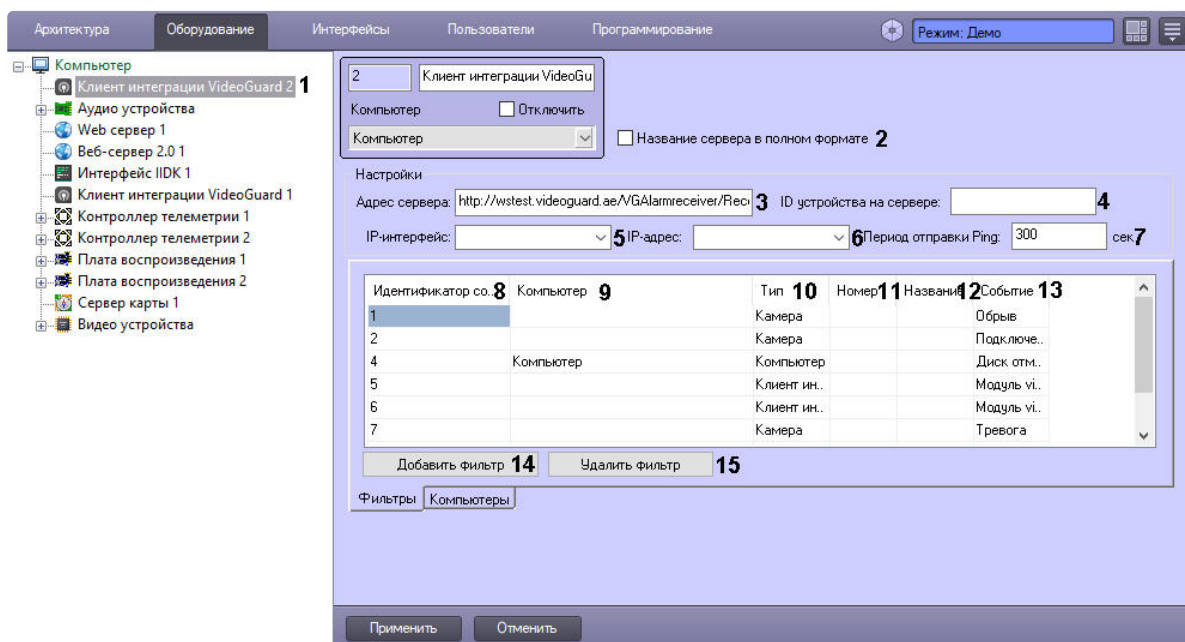 Архитектура Оборудование Интерфейсы Пользователи Программирование Режим: Демо
Компьютер
Клиент интеграции VideoGuard 2 1
Аудио устройства
Web сервер 1
Веб-сервер 2.0 1
Интерфейс IIDK 1
Клиент интеграции VideoGuard 1
Контроллер телеметрии 1
Контроллер телеметрии 2
Плата воспроизведения 1
Плата воспроизведения 2
Сервер карты 1
Видео устройства
2 Клиент интеграции VideoGu
Компьютер Отключить
Компьютер Название сервера в полном формате 2
Настройки
Адрес сервера: http://wstest.videoguard.ae/VGAlarmreceiver/Rec 3 ID устройства на сервере: 4
IP-интерфейс: 5 IP-адрес: 6 Период отправки Ping: 300 сек 7
Идентификатор со.. 8 Компьютер 9 Тип 10 Номер 11 Название 12 Событие 13
1 Камера Обрыв
2 Камера Подключе..
4 Компьютер Компьютер Диск отм..
5 Клиент ин.. Модуль vi..
6 Клиент ин.. Модуль vi..
7 Камера Тревога
Добавить фильтр 14 Удалить фильтр 15
Фильтры Компьютеры
Применить Отменить